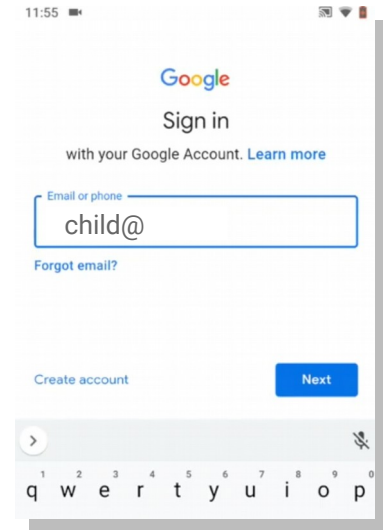 11:55
Google
Sign in
with your Google Account. Learn more
Email or phone
child@
Forgot email?
Create account
Next
1 2 3 4 5 6 7 8 9 0
q w e r t y u i o p